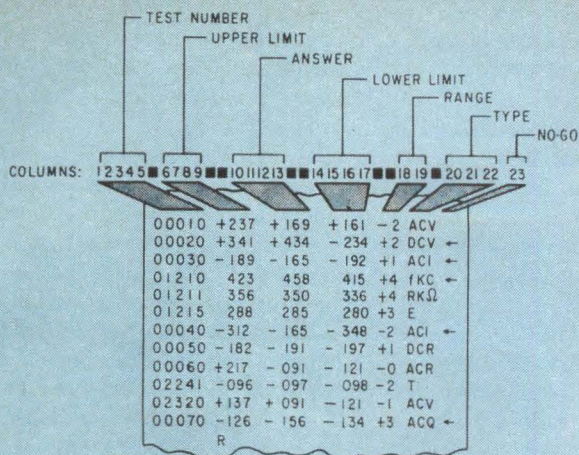 TEST NUMBER
UPPER LIMIT
ANSWER
LOWER LIMIT
RANGE
TYPE
NO-GO
COLUMNS: 12345■6789■■10111213■■14151617■■1819■202122 23
00010 +237 +169 +161 -2 ACV
00020 +341 +434 -234 +2 DCV ←
00030 -189 -165 -192 +1 ACI ←
01210 423 458 415 +4 fKC ←
01211 356 350 336 +4 RKΩ
01215 288 285 280 +3 E
00040 -312 -165 -348 -2 ACI ←
00050 -182 -191 -197 +1 DCR
00060 +217 -091 -121 -0 ACR
02241 -096 -097 -098 -2 T
02320 +137 +091 -121 -1 ACV
00070 -126 -156 -134 +3 ACQ ←
R